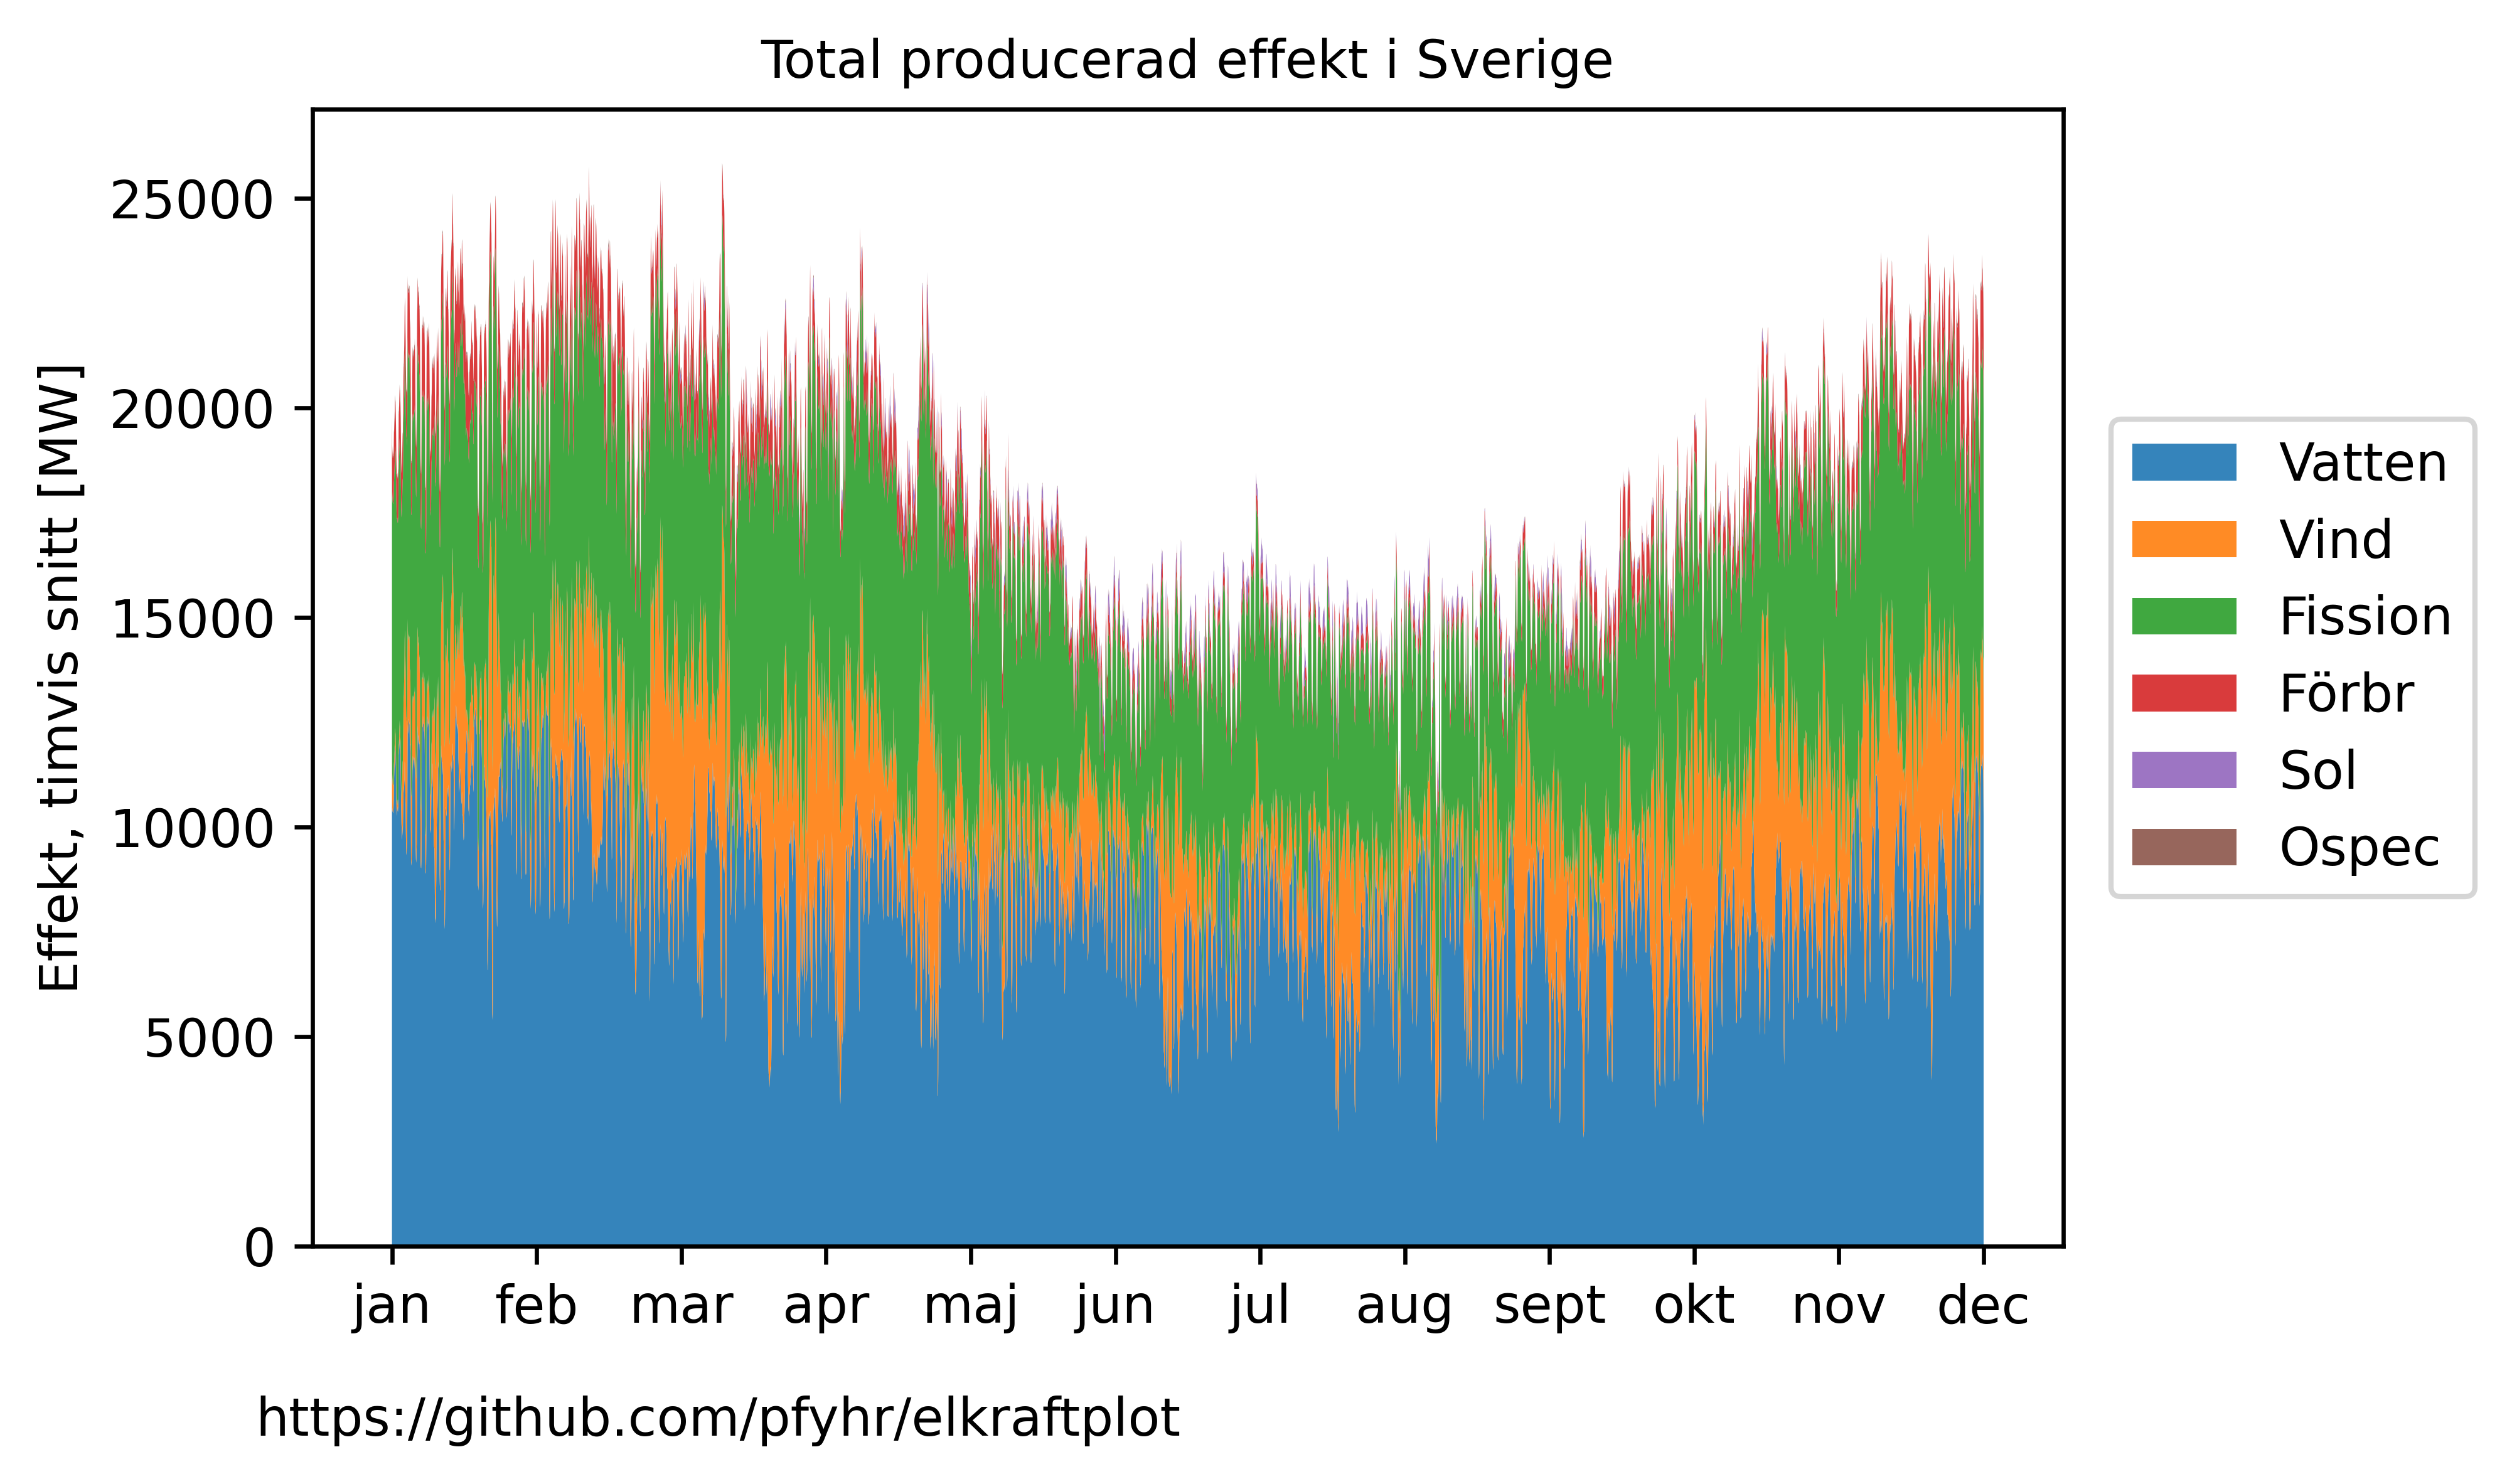 Total producerad effekt i Sverige
Effekt, timvis snitt [MW]
25000
20000
15000
10000
5000
0
jan feb mar apr maj jun jul aug sept okt nov dec
Vatten
Vind
Fission
Förbr
Sol
Ospec
https://github.com/pfyhr/elkraftplot